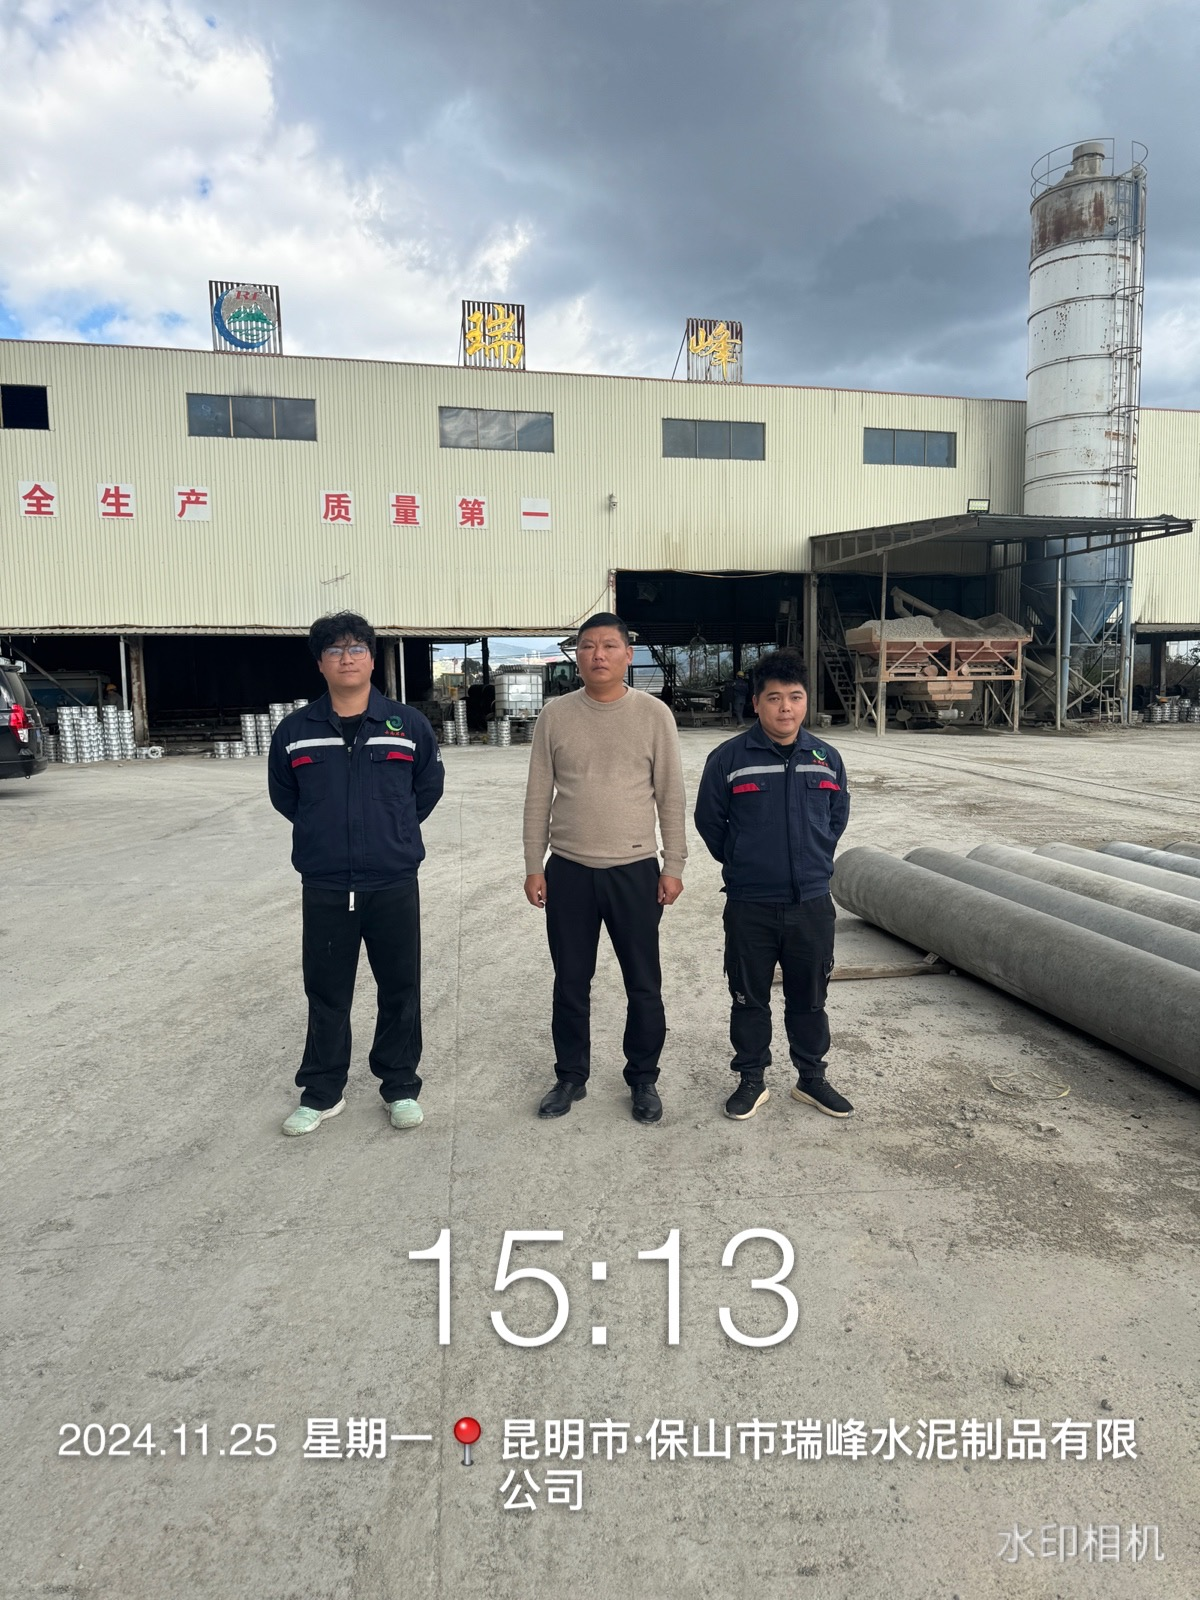 Rf
瑞 峰
全生产 质量第一
15:13
2024.11.25 星期一 昆明市·保山市瑞峰水泥制品有限
公司
水印相机